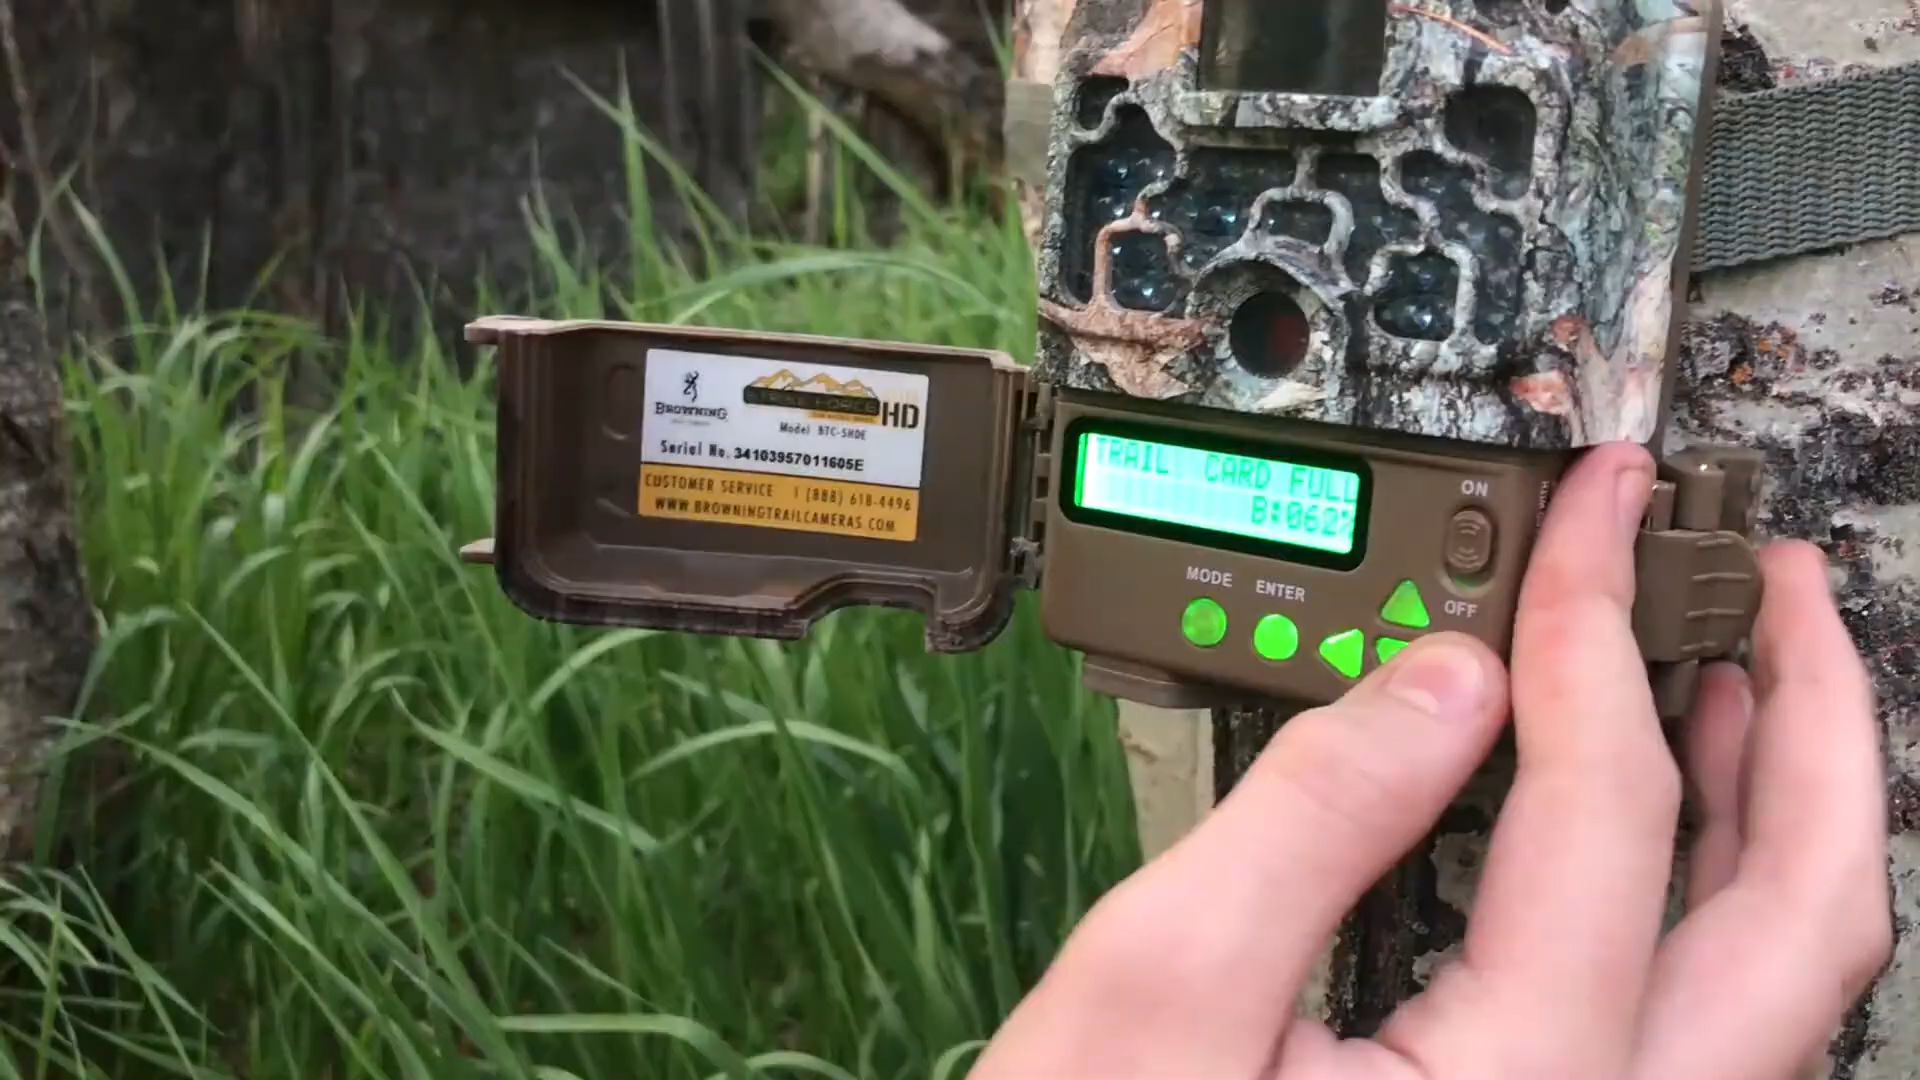 BROWNING
STRIKE FORCE HD
Model BTC-5HDE
Serial No. 34103957011605E
CUSTOMER SERVICE 1 (888) 618-4496
WWW.BROWNINGTRAILCAMERAS.COM
TRAIL CARD FULL
B:062%
ON
OFF
MODE ENTER